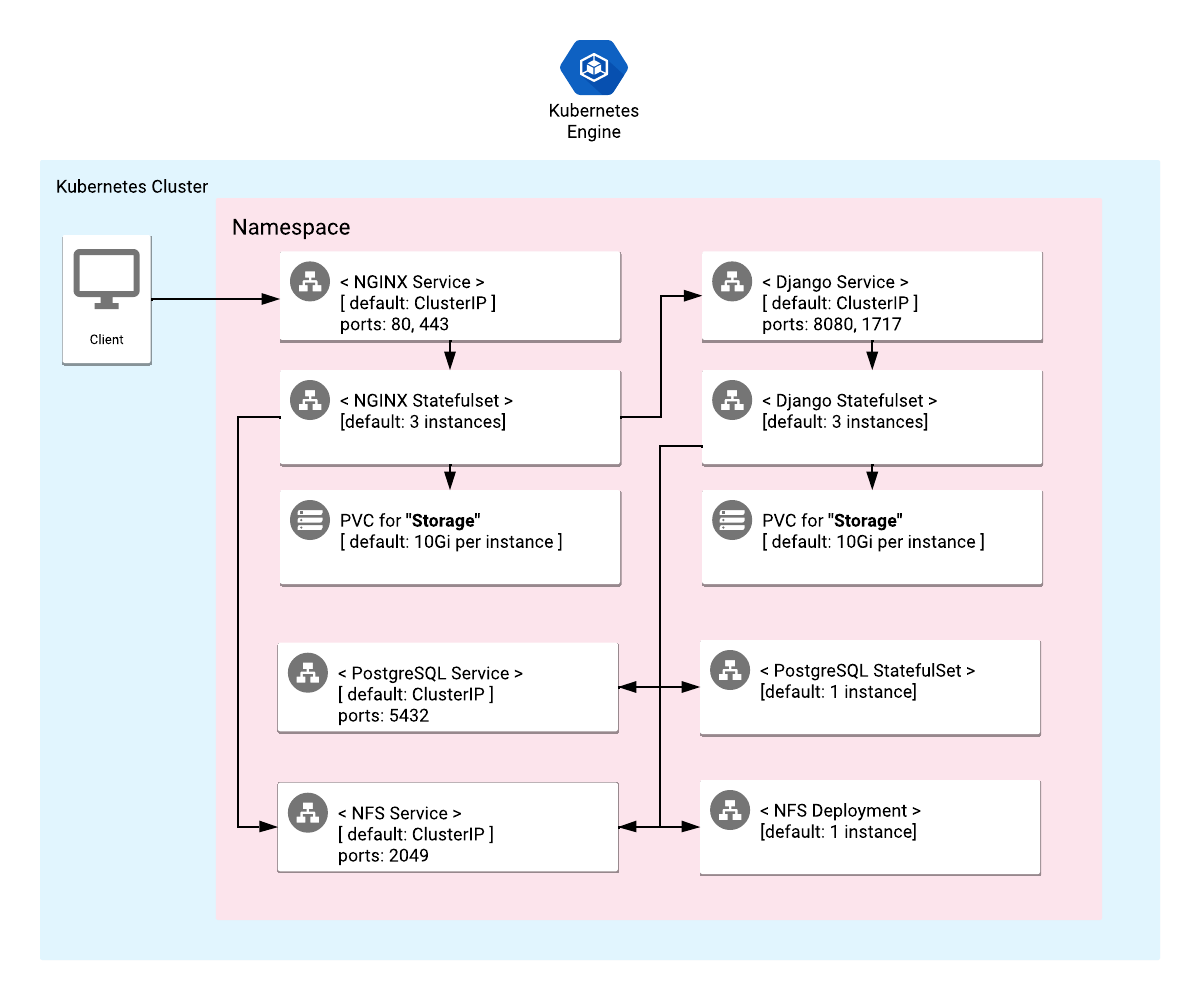 Kubernetes
Engine
Kubernetes Cluster
Namespace
Client
< NGINX Service >
[ default: ClusterIP ]
ports: 80, 443
< Django Service >
[ default: ClusterIP ]
ports: 8080, 1717
< NGINX Statefulset >
[default: 3 instances]
< Django Statefulset >
[default: 3 instances]
PVC for "Storage"
[ default: 10Gi per instance ]
PVC for "Storage"
[ default: 10Gi per instance ]
< PostgreSQL Service >
[ default: ClusterIP ]
ports: 5432
< PostgreSQL StatefulSet >
[default: 1 instance]
< NFS Service >
[ default: ClusterIP ]
ports: 2049
< NFS Deployment >
[default: 1 instance]